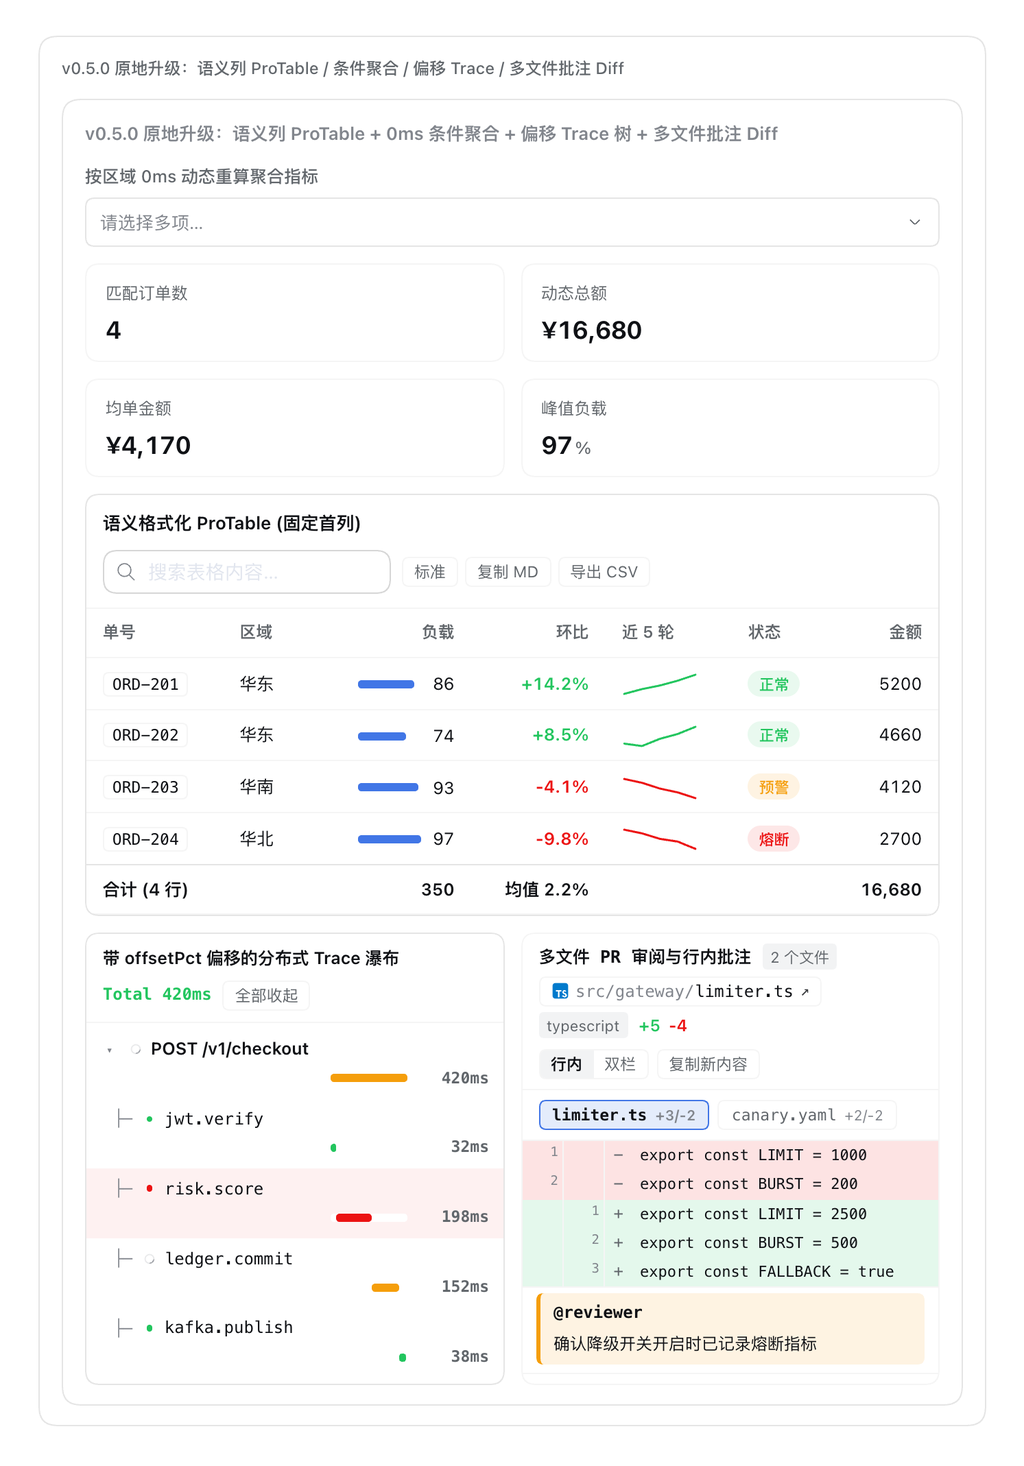 v0.5.0 原地升级：语义列 ProTable / 条件聚合 / 偏移 Trace / 多文件批注 Diff
v0.5.0 原地升级：语义列 ProTable + 0ms 条件聚合 + 偏移 Trace 树 + 多文件批注 Diff
按区域 0ms 动态重算聚合指标
请选择多项...
匹配订单数
4
动态总额
¥16,680
均单金额
¥4,170
峰值负载
97%
语义格式化 ProTable (固定首列)
搜索表格内容... 标准 复制 MD 导出 CSV
单号 区域 负载 环比 近 5 轮 状态 金额
ORD-201 华东 86 +14.2% 正常 5200
ORD-202 华东 74 +8.5% 正常 4660
ORD-203 华南 93 -4.1% 预警 4120
ORD-204 华北 97 -9.8% 熔断 2700
合计 (4 行) 350 均值 2.2% 16,680
带 offsetPct 偏移的分布式 Trace 瀑布
Total 420ms 全部收起
▾ POST /v1/checkout
420ms
├─ jwt.verify
32ms
├─ risk.score
198ms
├─ ledger.commit
152ms
├─ kafka.publish
38ms
多文件 PR 审阅与行内批注 2 个文件
TS src/gateway/limiter.ts ↗
typescript +5 -4
行内 双栏 复制新内容
limiter.ts +3/-2 canary.yaml +2/-2
1 − export const LIMIT = 1000
2 − export const BURST = 200
1 + export const LIMIT = 2500
2 + export const BURST = 500
3 + export const FALLBACK = true
@reviewer
确认降级开关开启时已记录熔断指标